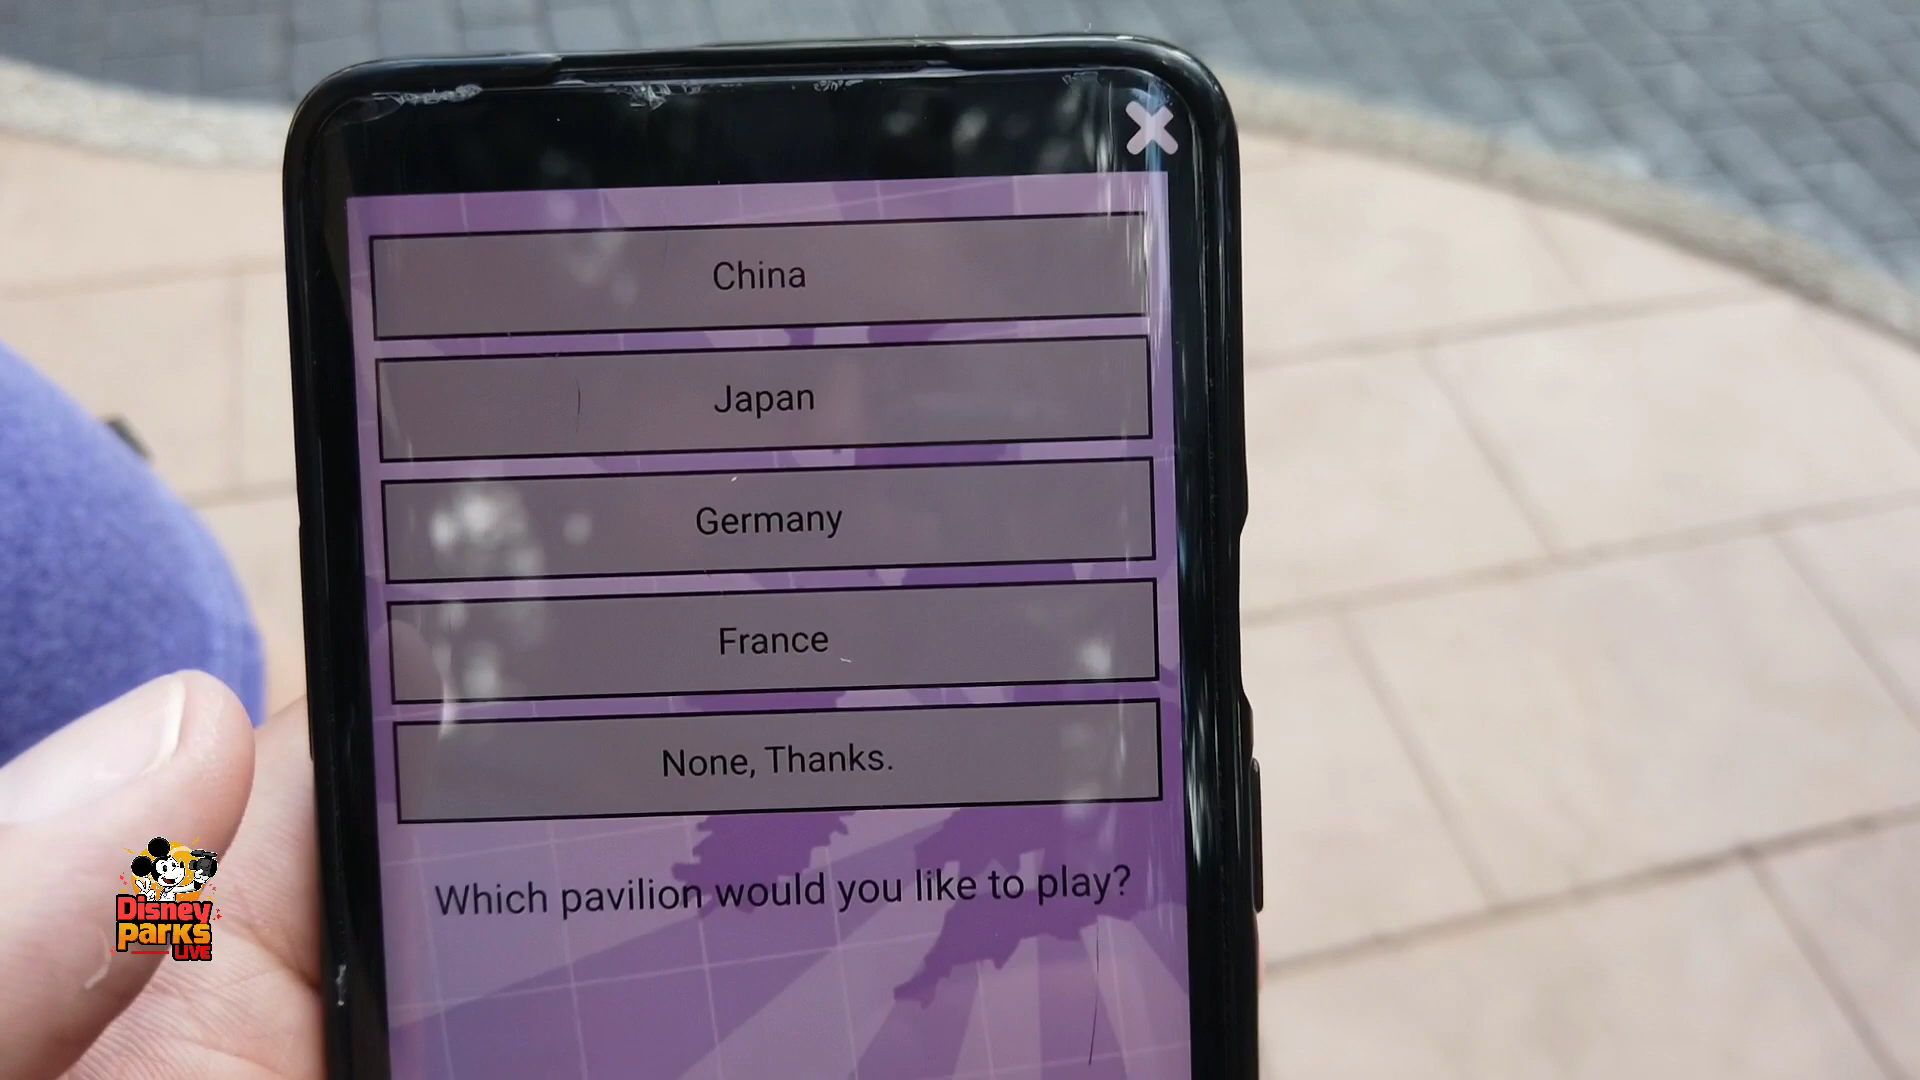 China
Japan
Germany
France
None, Thanks.
Which pavilion would you like to play?
Disney
Parks
LIVE